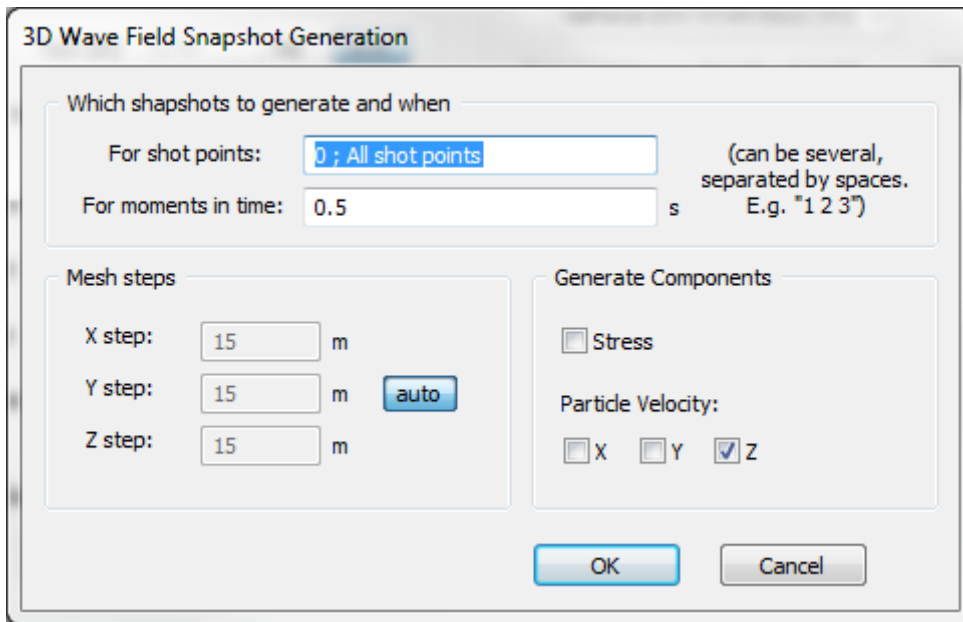 3D Wave Field Snapshot Generation
Which shapshots to generate and when
For shot points: 0 ; All shot points
For moments in time: 0.5 s
(can be several,
separated by spaces.
E.g. "1 2 3")
Mesh steps
X step: 15 m
Y step: 15 m auto
Z step: 15 m
Generate Components
Stress
Particle Velocity:
X Y Z
OK Cancel